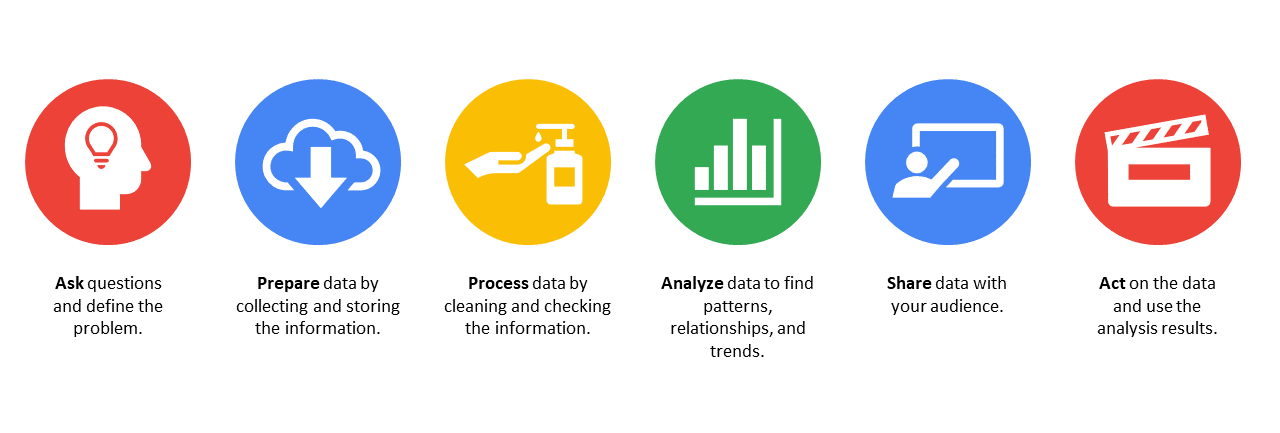 Ask questions
and define the
problem.
Prepare data by
collecting and storing
the information.
Process data by
cleaning and checking
the information.
Analyze data to find
patterns,
relationships, and
trends.
Share data with
your audience.
Act on the data
and use the
analysis results.